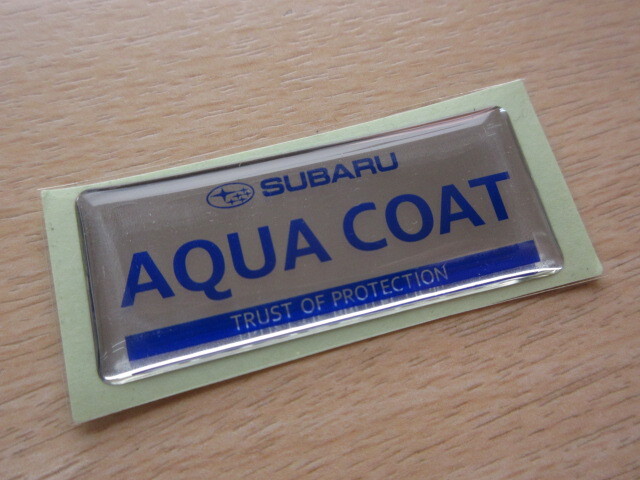 SUBARU
AQUA COAT
TRUST OF PROTECTION